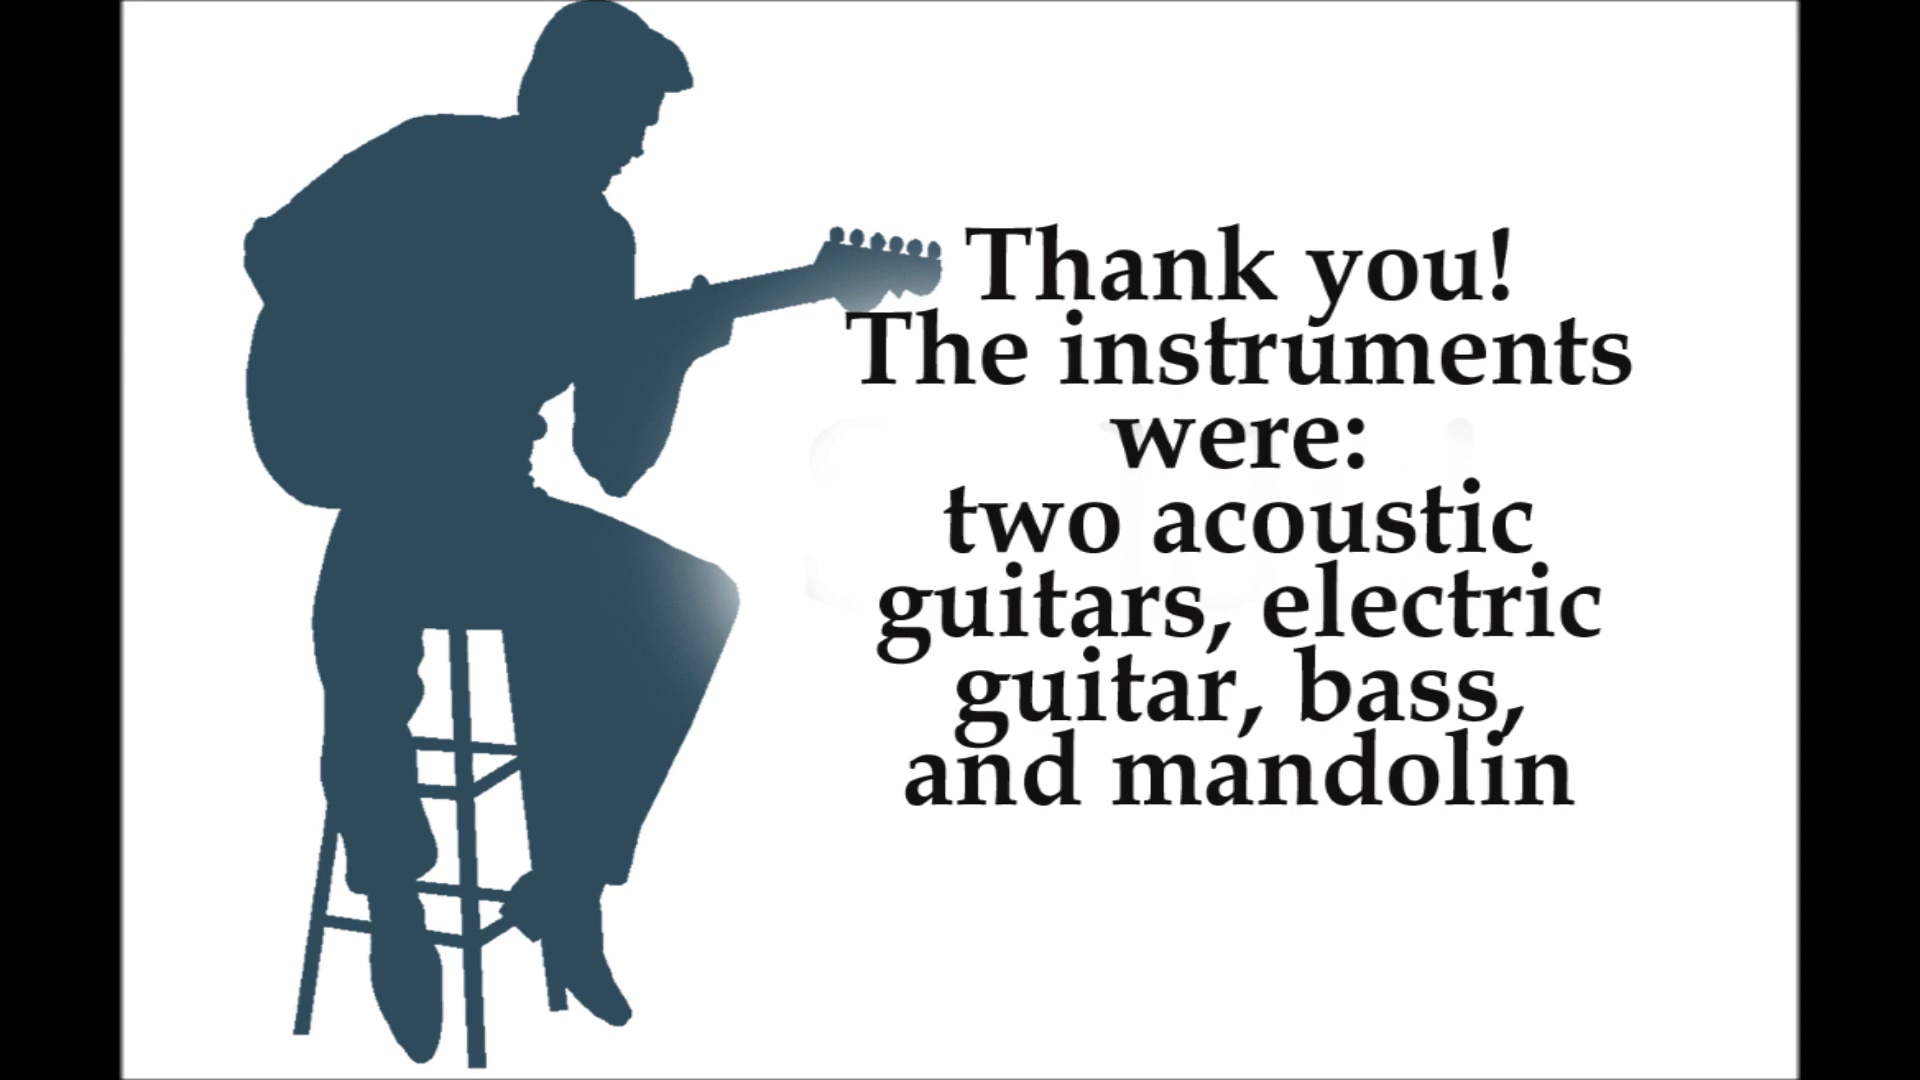 Thank you!
The instruments
were:
two acoustic
guitars, electric
guitar, bass,
and mandolin